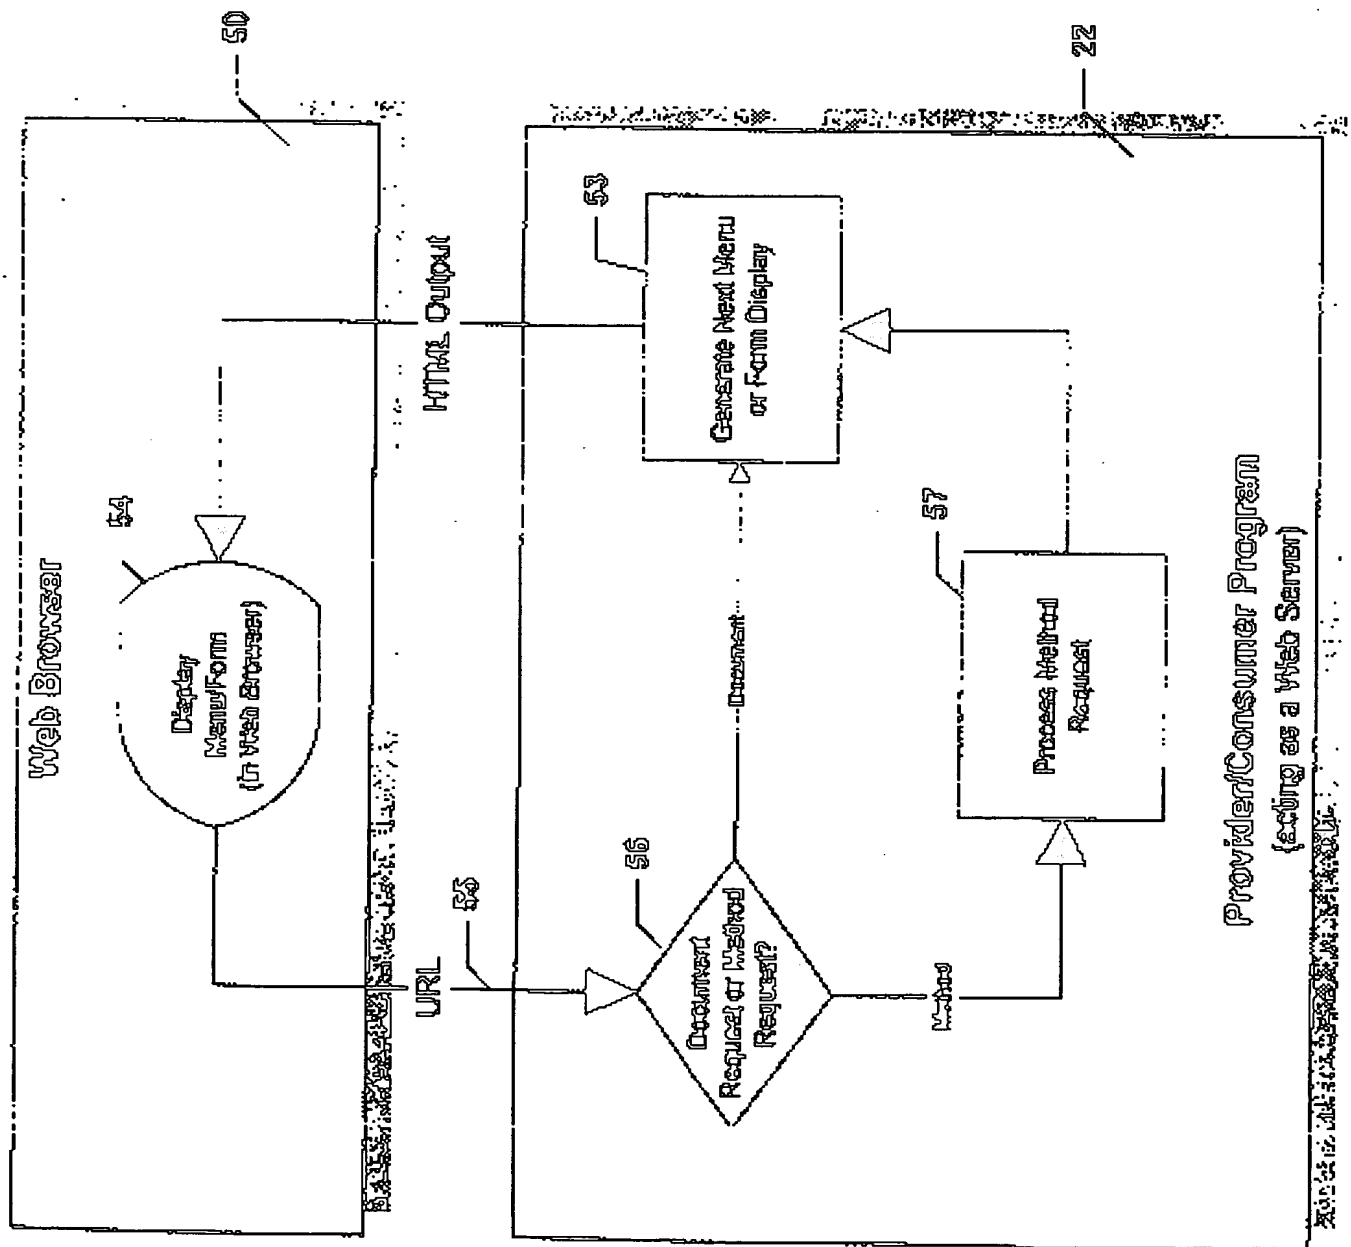 Web Browser
50
54
Display
Menu/Form
(in Web Browser)
URL
55
HTML Output
22
56
Document
Request or Method
Request?
Document
Method
53
Generate Next Menu
or Form Display
57
Process Method
Request
Provider/Consumer Program
(acting as a Web Server)